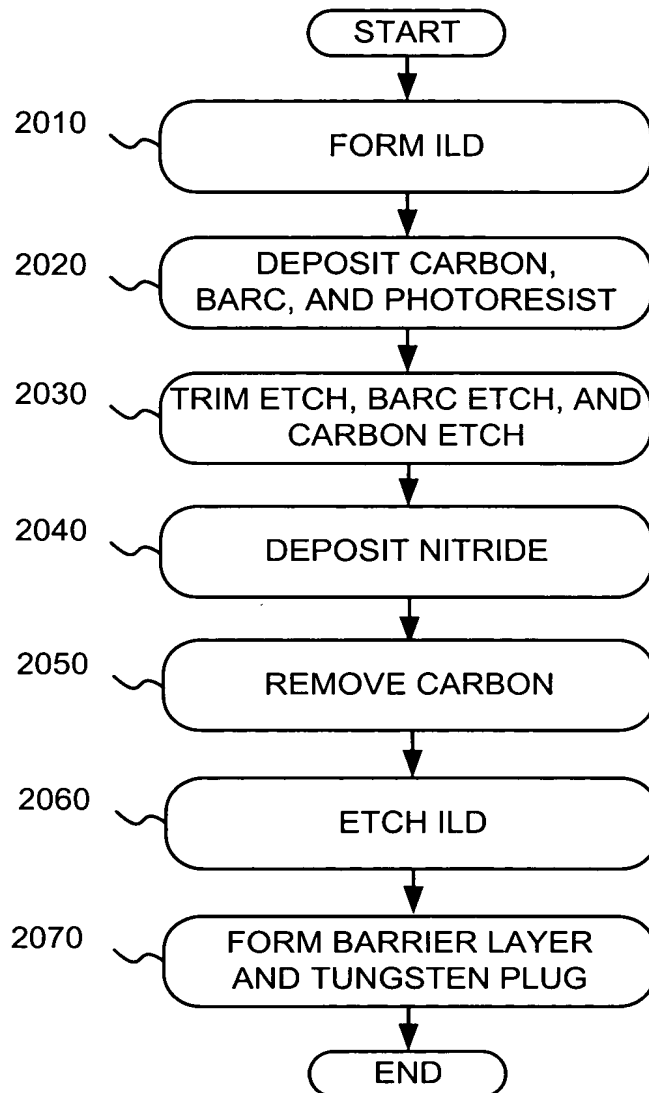 START
2010
FORM ILD
2020
DEPOSIT CARBON,
BARC, AND PHOTORESIST
2030
TRIM ETCH, BARC ETCH, AND
CARBON ETCH
2040
DEPOSIT NITRIDE
2050
REMOVE CARBON
2060
ETCH ILD
2070
FORM BARRIER LAYER
AND TUNGSTEN PLUG
END